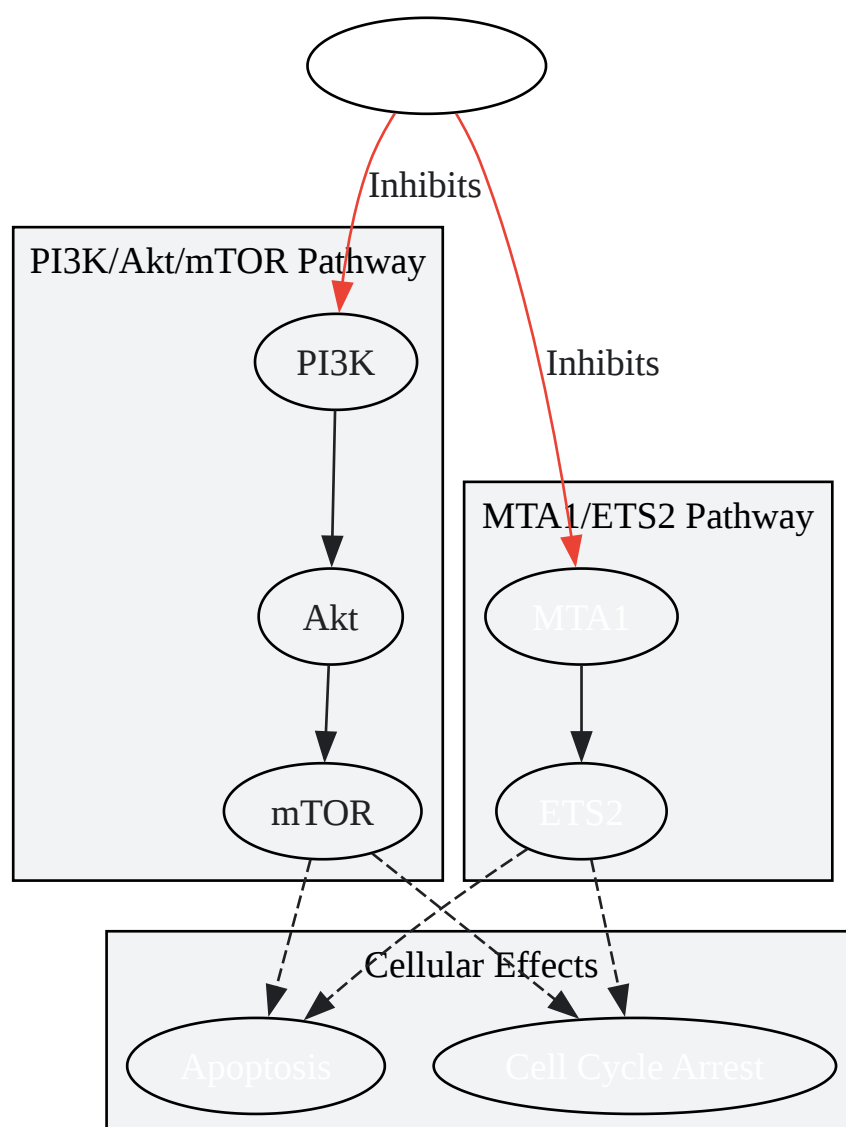 Inhibits
PI3K/Akt/mTOR Pathway
PI3K
Inhibits
MTA1/ETS2 Pathway
Akt
MTA1
mTOR
ETS2
Cellular Effects
Apoptosis
Cell Cycle Arrest